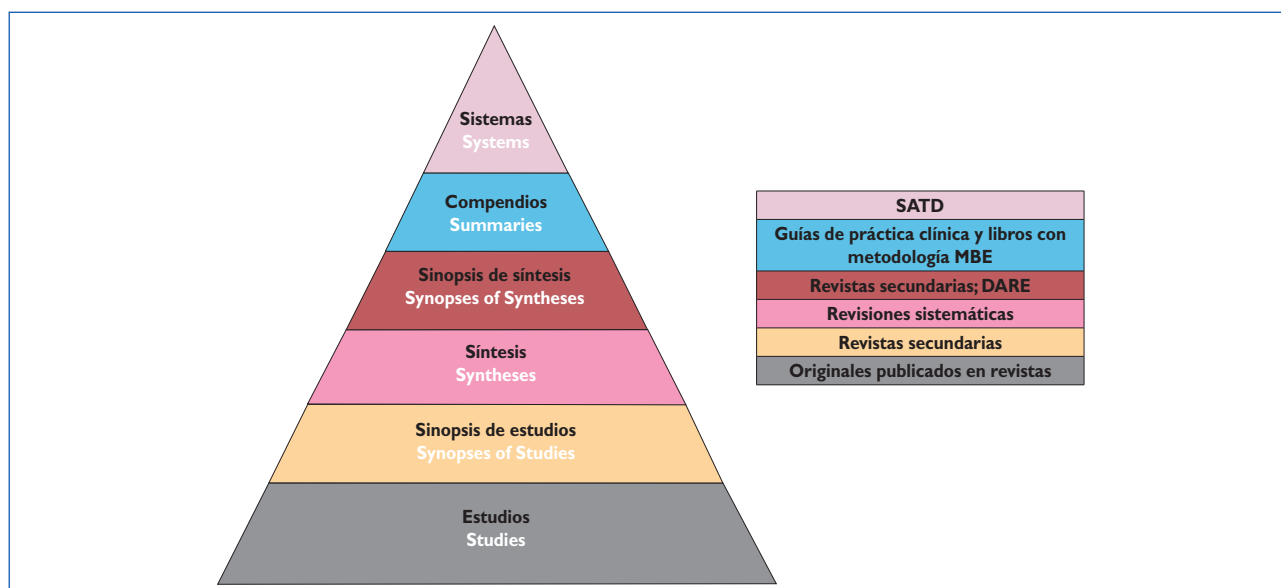 Sistemas
Systems
Compendios
Summaries
Sinopsis de síntesis
Synopses of Syntheses
Síntesis
Syntheses
Sinopsis de estudios
Synopses of Studies
Estudios
Studies
SATD
Guías de práctica clínica y libros con
metodología MBE
Revistas secundarias; DARE
Revisiones sistemáticas
Revistas secundarias
Originales publicados en revistas